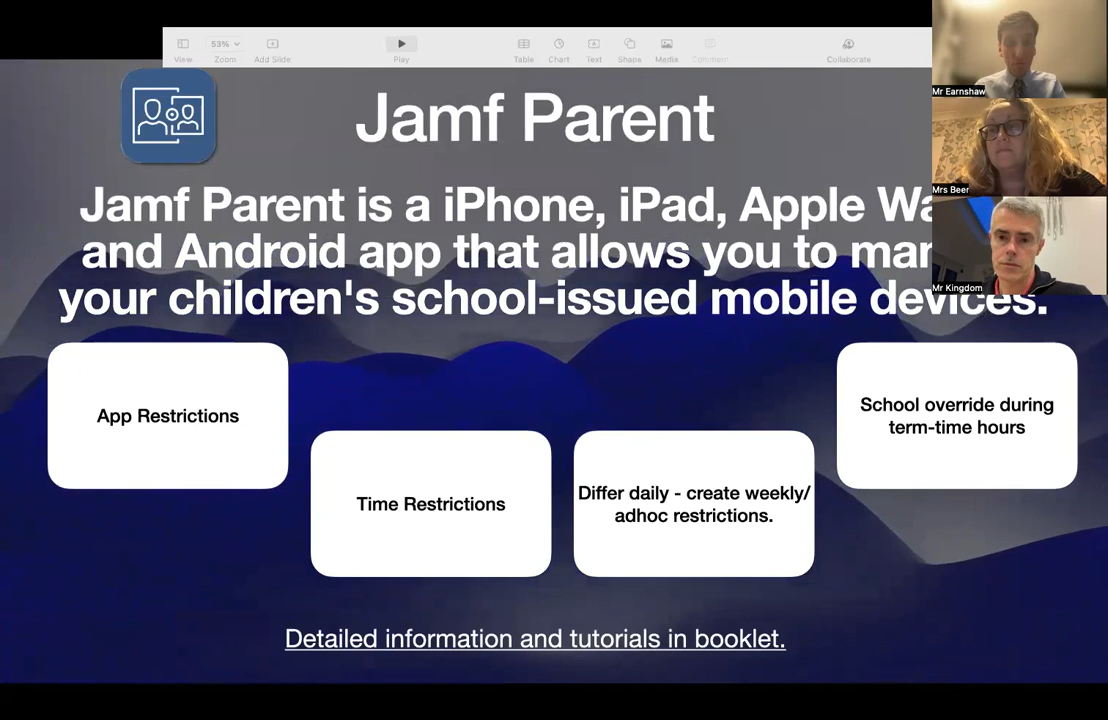 View
53%
Zoom
Add Slide
Play
Table
Chart
Text
Shape
Media
Comment
Collaborate
Mr Earnshaw
Mrs Beer
Mr Kingdom
Jamf Parent
Jamf Parent is a iPhone, iPad, Apple
and Android app that allows you to
your children's school-issued mobile devices.
App Restrictions
Time Restrictions
Differ daily - create weekly/
adhoc restrictions.
School override during
term-time hours
Detailed information and tutorials in booklet.